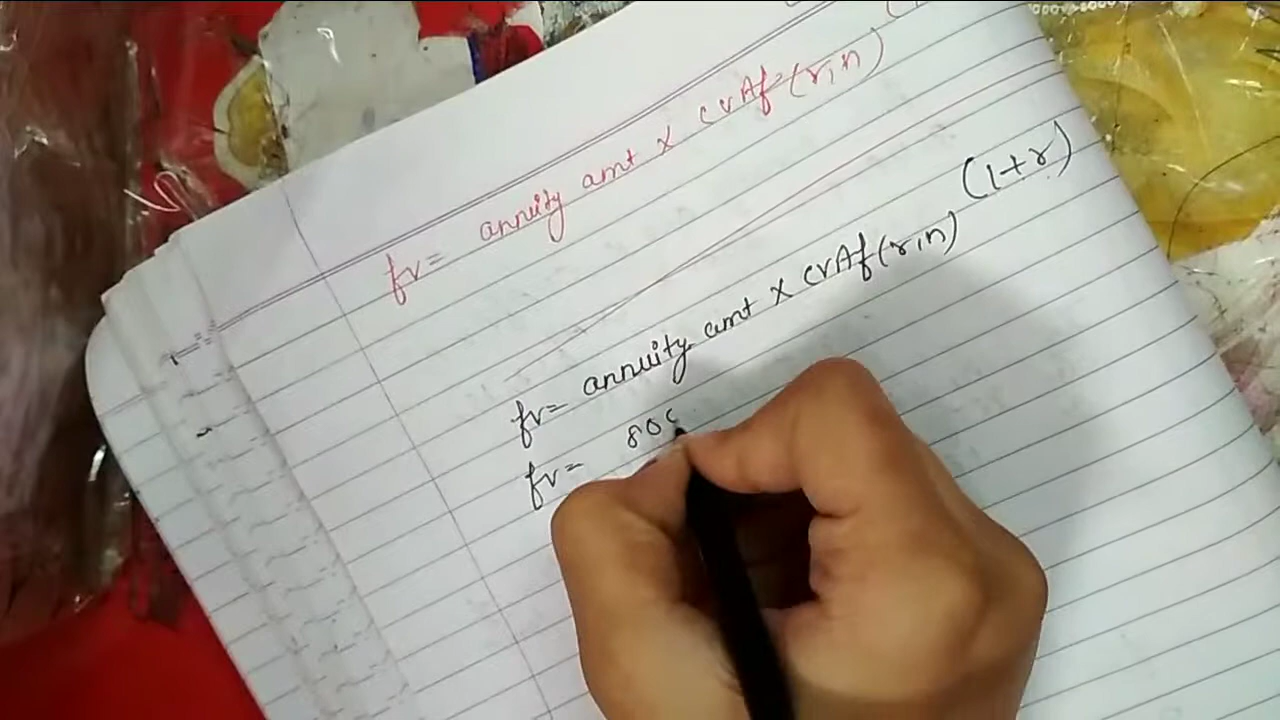 fv= annuity amt x cvAf(r,n)
fv= annuity amt x cvAf(r,n) (1+r)
fv= 80